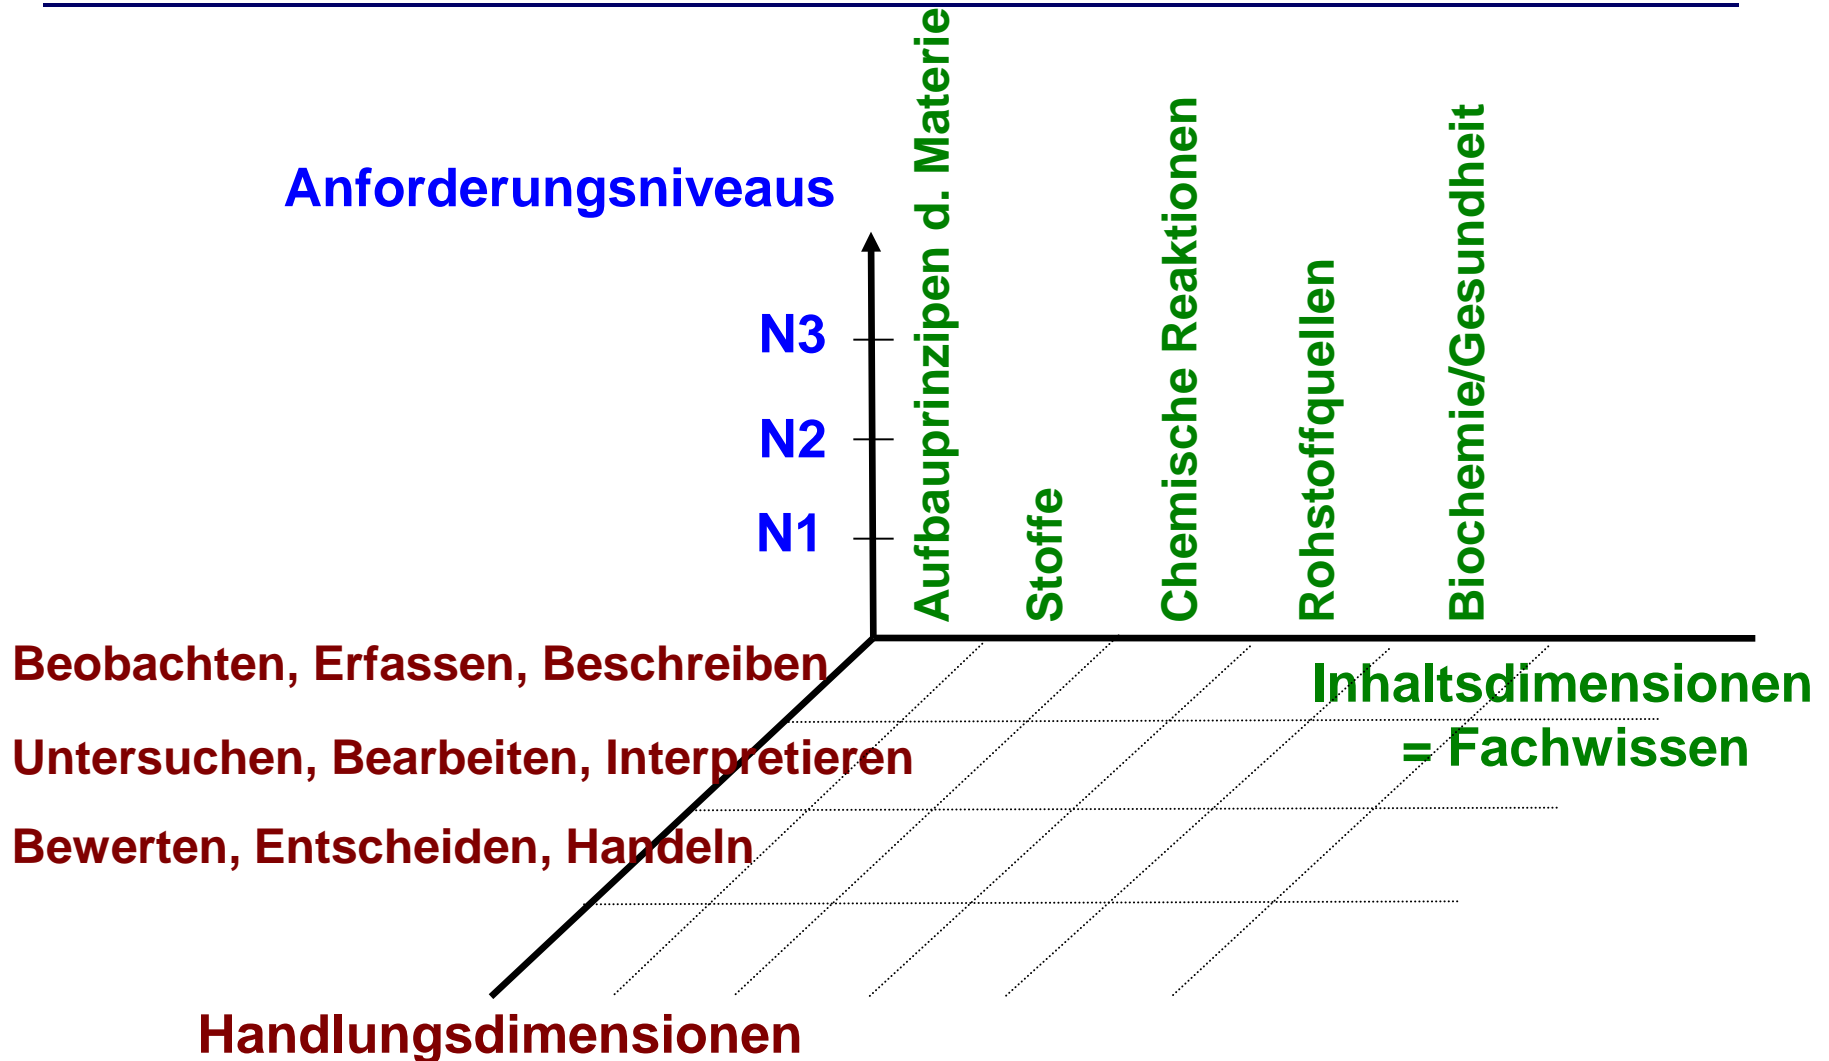 Anforderungsniveaus
N3
N2
N1
Aufbauprinzipen d. Materie
Stoffe
Chemische Reaktionen
Rohstoffquellen
Biochemie/Gesundheit
Beobachten, Erfassen, Beschreiben
Untersuchen, Bearbeiten, Interpretieren
Bewerten, Entscheiden, Handeln
Inhaltsdimensionen
= Fachwissen
Handlungsdimensionen